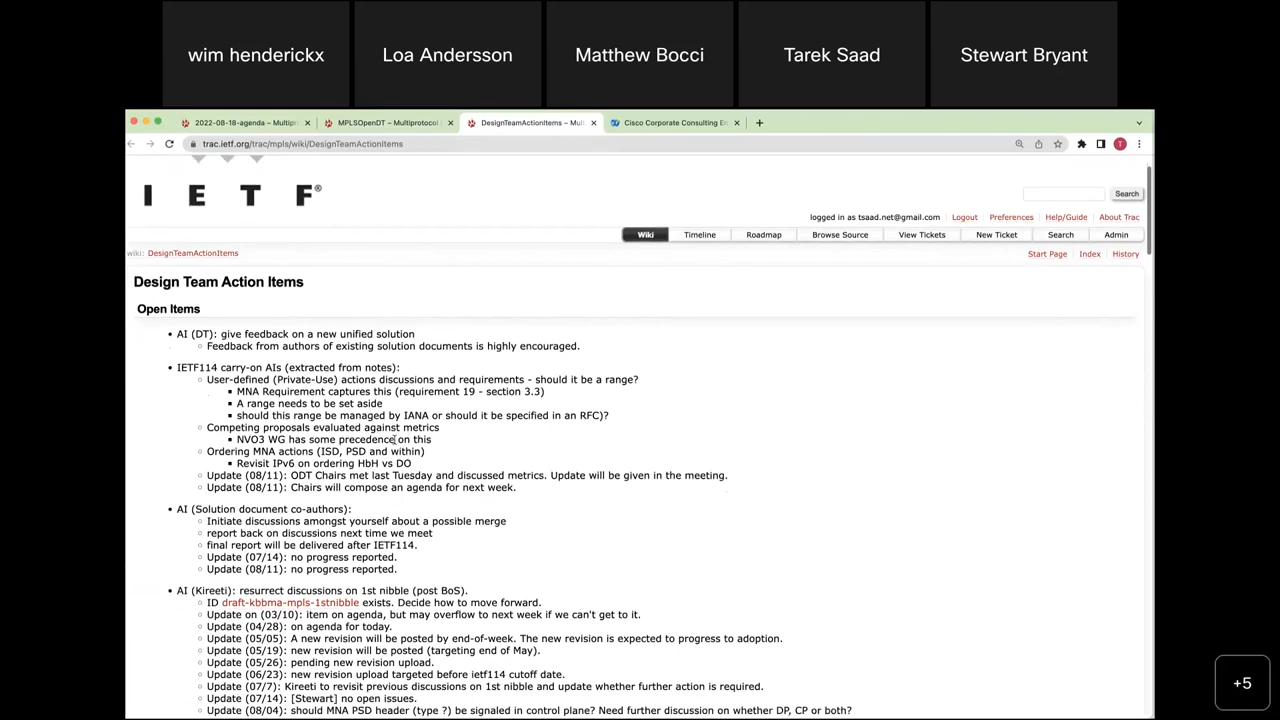 wim henderickx
Loa Andersson
Matthew Bocci
Tarek Saad
Stewart Bryant
2022-08-18-agenda – Multipr
MPLSOpenDT – Multiprotocol
DesignTeamActionItems – Mult
Cisco Corporate Consulting En
trac.ietf.org/trac/mpls/wiki/DesignTeamActionItems
T
I E T F®
Search
logged in as tsaad.net@gmail.com
Logout
Preferences
Help/Guide
About Trac
Wiki
Timeline
Roadmap
Browse Source
View Tickets
New Ticket
Search
Admin
wiki: DesignTeamActionItems
Start Page
Index
History
Design Team Action Items
Open Items
• AI (DT): give feedback on a new unified solution
○ Feedback from authors of existing solution documents is highly encouraged.
• IETF114 carry-on AIs (extracted from notes):
○ User-defined (Private-Use) actions discussions and requirements - should it be a range?
▪ MNA Requirement captures this (requirement 19 - section 3.3)
▪ A range needs to be set aside
▪ should this range be managed by IANA or should it be specified in an RFC)?
○ Competing proposals evaluated against metrics
▪ NVO3 WG has some precedence on this
○ Ordering MNA actions (ISD, PSD and within)
▪ Revisit IPv6 on ordering HbH vs DO
○ Update (08/11): ODT Chairs met last Tuesday and discussed metrics. Update will be given in the meeting.
○ Update (08/11): Chairs will compose an agenda for next week.
• AI (Solution document co-authors):
○ Initiate discussions amongst yourself about a possible merge
○ report back on discussions next time we meet
○ final report will be delivered after IETF114.
○ Update (07/14): no progress reported.
○ Update (08/11): no progress reported.
• AI (Kireeti): resurrect discussions on 1st nibble (post BoS).
○ ID draft-kbbma-mpls-1stnibble exists. Decide how to move forward.
○ Update on (03/10): item on agenda, but may overflow to next week if we can't get to it.
○ Update (04/28): on agenda for today.
○ Update (05/05): A new revision will be posted by end-of-week. The new revision is expected to progress to adoption.
○ Update (05/19): new revision will be posted (targeting end of May).
○ Update (05/26): pending new revision upload.
○ Update (06/23): new revision upload targeted before ietf114 cutoff date.
○ Update (07/7): Kireeti to revisit previous discussions on 1st nibble and update whether further action is required.
○ Update (07/14): [Stewart] no open issues.
○ Update (08/04): should MNA PSD header (type ?) be signaled in control plane? Need further discussion on whether DP, CP or both?
+5